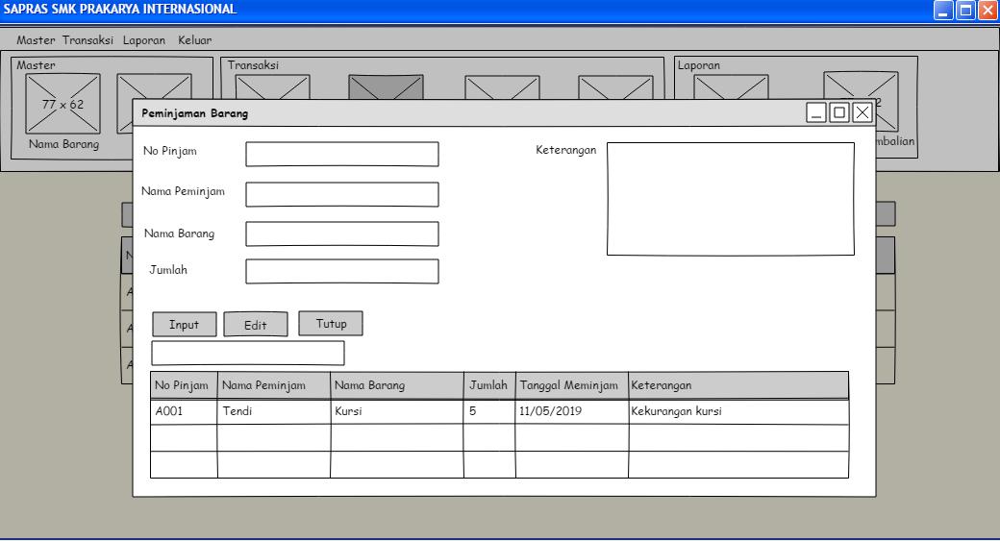 SAPRAS SMK PRAKARYA INTERNASIONAL
Master Transaksi Laporan Keluar
Master Transaksi Laporan
77 x 62
Nama Barang
Peminjaman Barang
No Pinjam
Keterangan
Nama Peminjam
Nama Barang
Jumlah
Input Edit Tutup
No Pinjam Nama Peminjam Nama Barang Jumlah Tanggal Meminjam Keterangan
A001 Tendi Kursi 5 11/05/2019 Kekurangan kursi